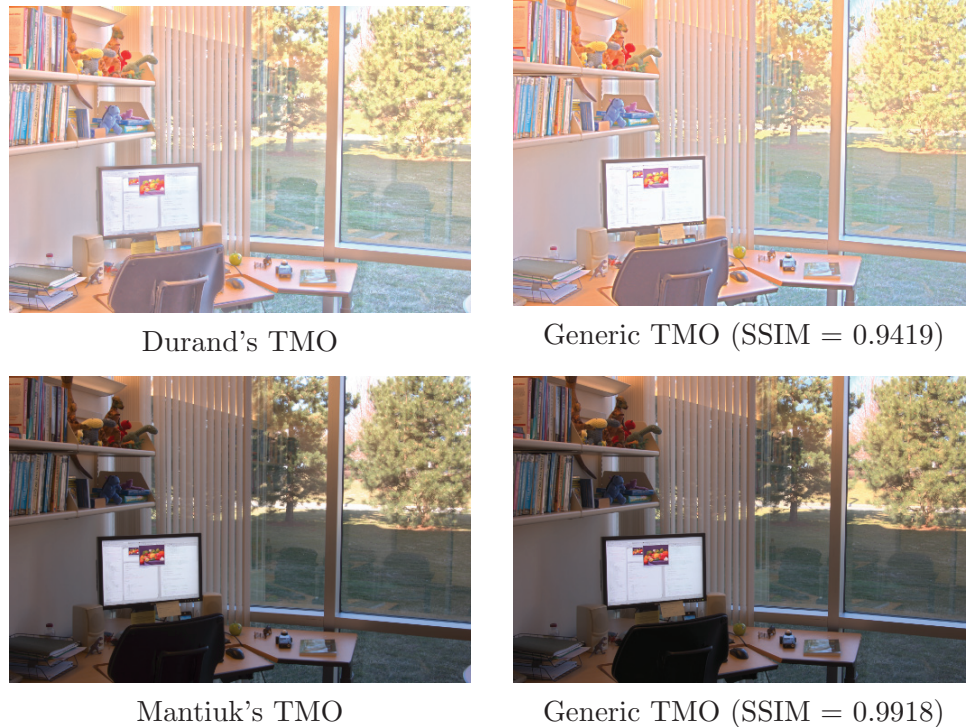 Durand's TMO
Generic TMO (SSIM = 0.9419)
Mantiuk's TMO
Generic TMO (SSIM = 0.9918)